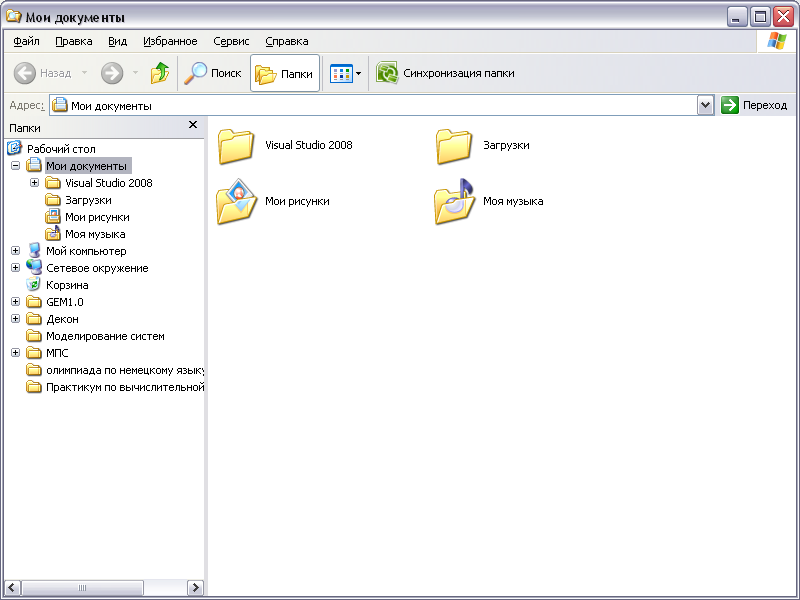 Мои документы
Файл Правка Вид Избранное Сервис Справка
Назад Поиск Папки Синхронизация папки
Адрес: Мои документы Переход
Папки
Рабочий стол
Мои документы
Visual Studio 2008
Загрузки
Мои рисунки
Моя музыка
Мой компьютер
Сетевое окружение
Корзина
GEM1.0
Декон
Моделирование систем
МПС
олимпиада по немецкому языку
Практикум по вычислительной
Visual Studio 2008 Загрузки
Мои рисунки Моя музыка